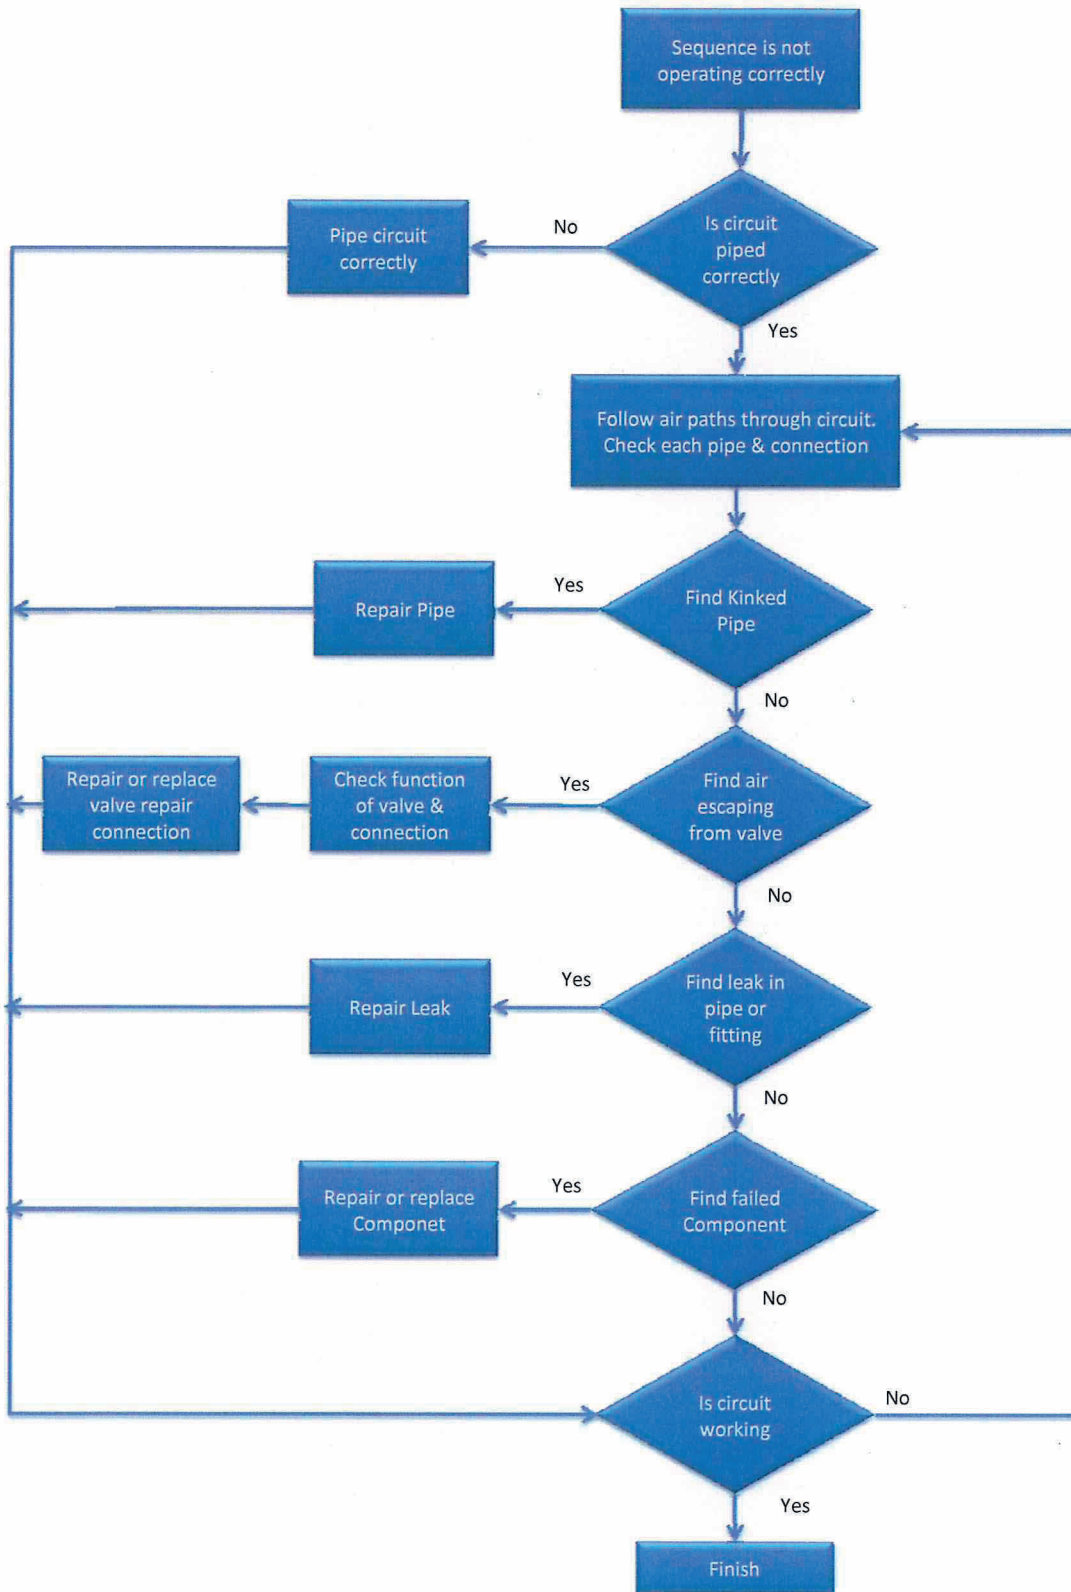 Sequence is not
operating correctly
Is circuit
piped
correctly
No
Pipe circuit
correctly
Yes
Follow air paths through circuit.
Check each pipe & connection
Find Kinked
Pipe
Yes
Repair Pipe
No
Find air
escaping
from valve
Yes
Check function
of valve &
connection
Repair or replace
valve repair
connection
No
Find leak in
pipe or
fitting
Yes
Repair Leak
No
Find failed
Component
Yes
Repair or replace
Componet
No
Is circuit
working
No
Yes
Finish